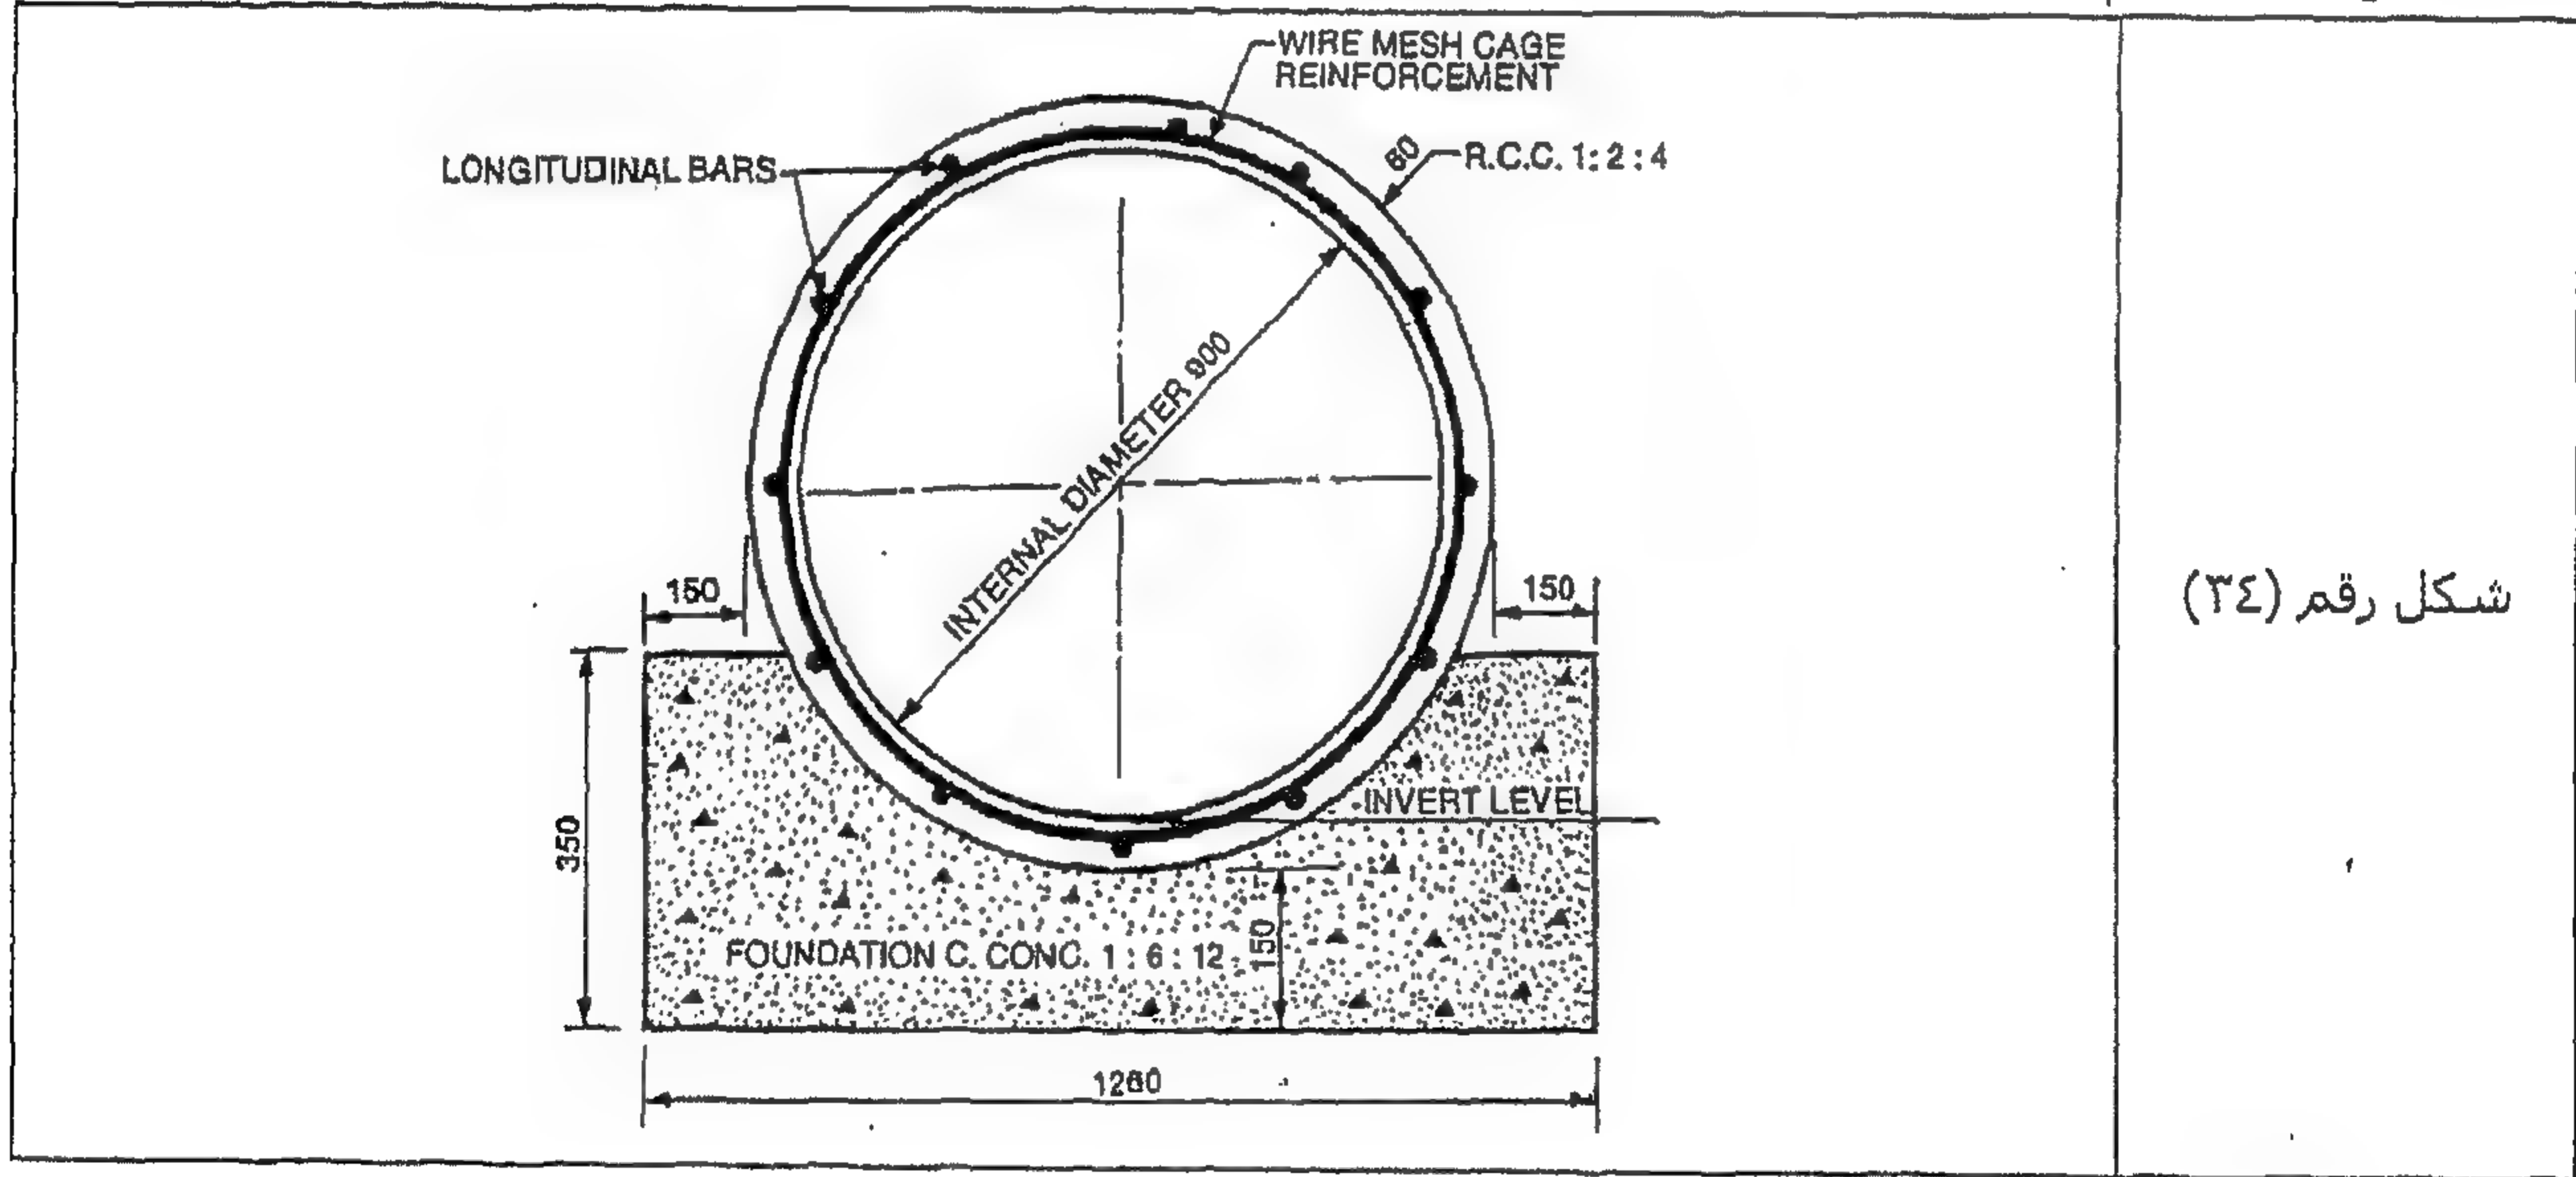 WIRE MESH CAGE
REINFORCEMENT
LONGITUDINAL BARS
60
R.C.C. 1:2:4
INTERNAL DIAMETER 900
150
150
شكل رقم (٣٤)
350
INVERT LEVEL
FOUNDATION C. CONC. 1:6:12
150